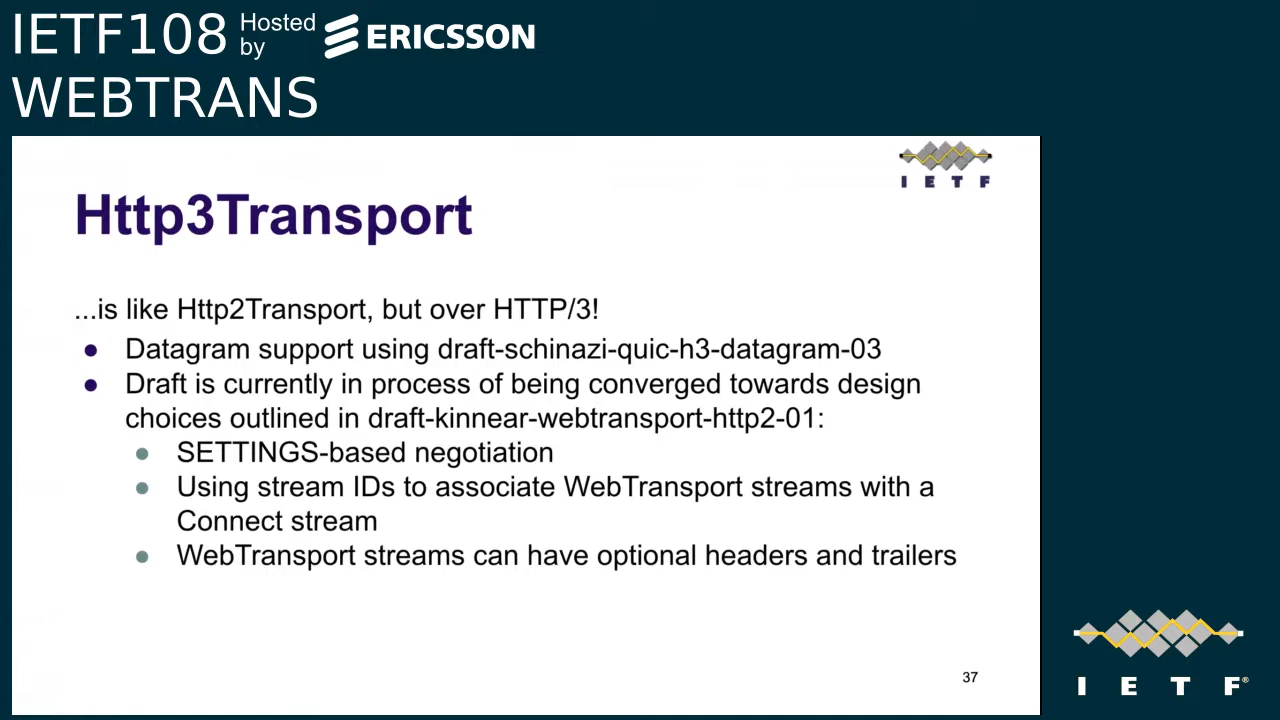 IETF108 Hosted by ERICSSON
WEBTRANS
I E T F
Http3Transport
...is like Http2Transport, but over HTTP/3!
● Datagram support using draft-schinazi-quic-h3-datagram-03
● Draft is currently in process of being converged towards design
choices outlined in draft-kinnear-webtransport-http2-01:
● SETTINGS-based negotiation
● Using stream IDs to associate WebTransport streams with a
Connect stream
● WebTransport streams can have optional headers and trailers
37
I E T F®